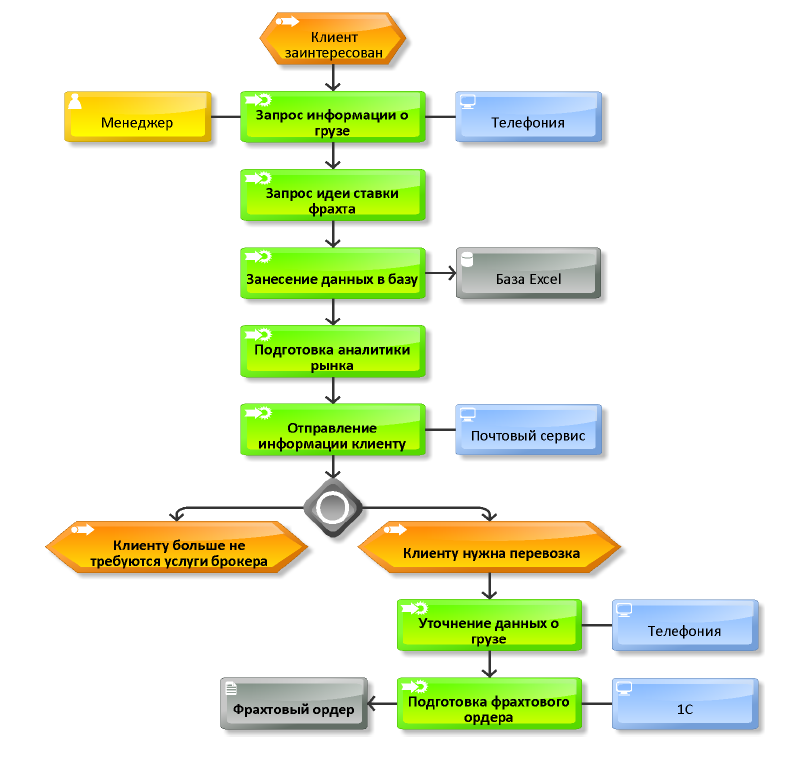 Клиент
заинтересован
Менеджер
Запрос информации о
грузе
Телефония
Запрос идеи ставки
фрахта
Занесение данных в базу
База Excel
Подготовка аналитики
рынка
Отправление
информации клиенту
Почтовый сервис
Клиенту больше не
требуются услуги брокера
Клиенту нужна перевозка
Уточнение данных о
грузе
Телефония
Фрахтовый ордер
Подготовка фрахтового
ордера
1С